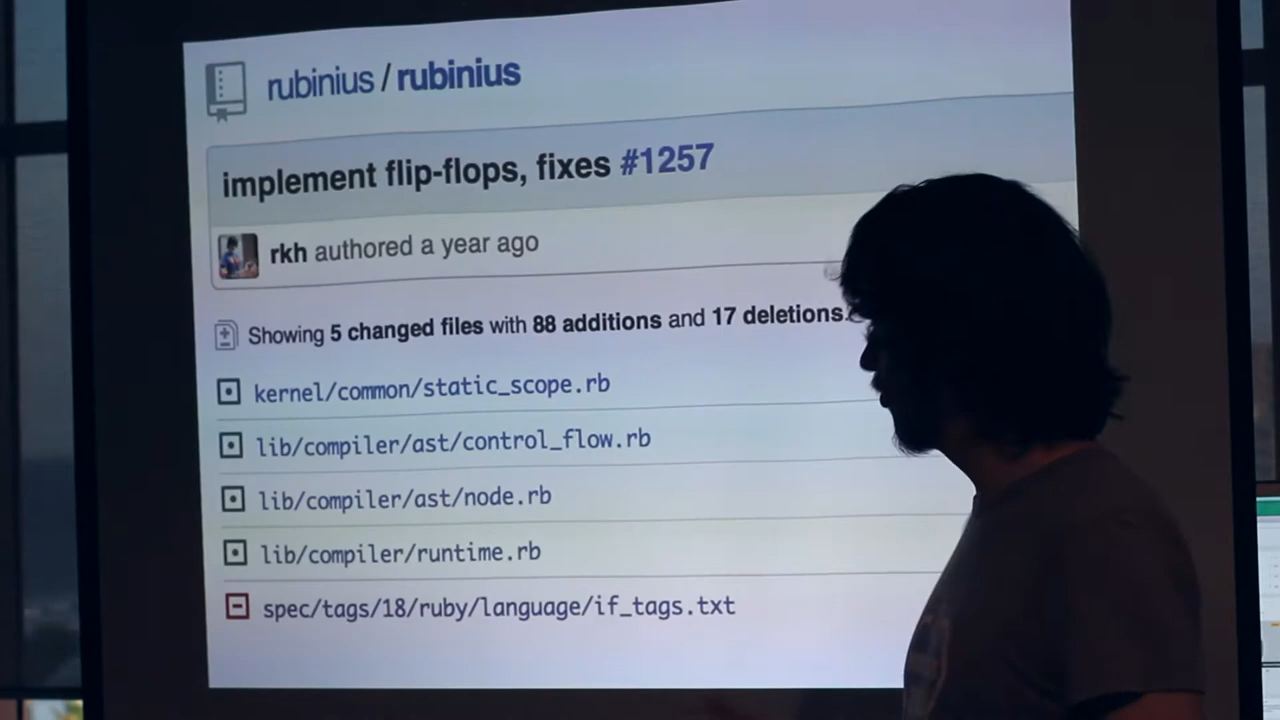 rubinius / rubinius
implement flip-flops, fixes #1257
rkh authored a year ago
Showing 5 changed files with 88 additions and 17 deletions.
kernel/common/static_scope.rb
lib/compiler/ast/control_flow.rb
lib/compiler/ast/node.rb
lib/compiler/runtime.rb
spec/tags/18/ruby/language/if_tags.txt